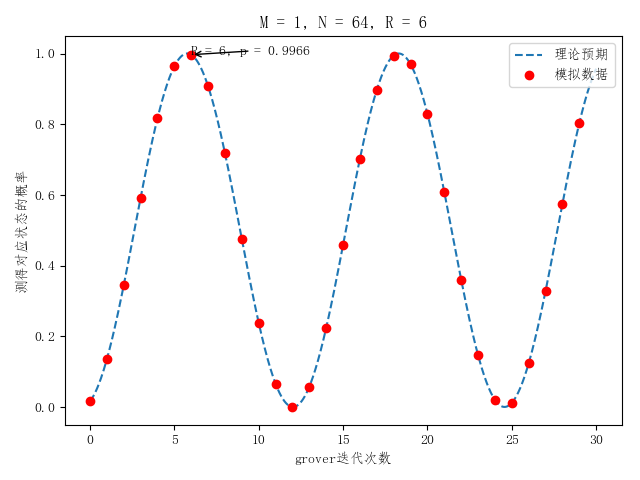 M = 1, N = 64, R = 6
R = 6, p = 0.9966
理论预期
模拟数据
测得对应状态的概率
1.0
0.8
0.6
0.4
0.2
0.0
0 5 10 15 20 25 30
grover迭代次数